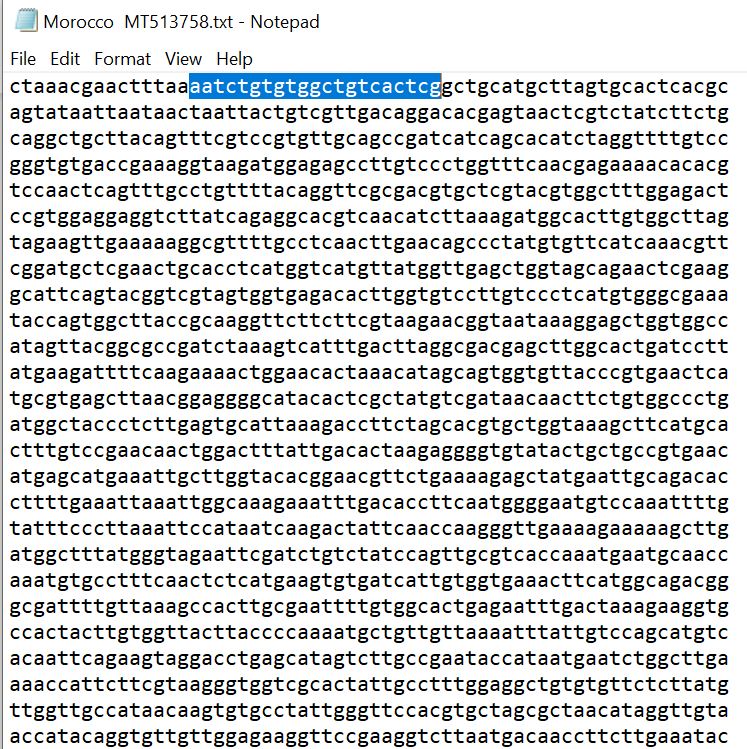 Morocco  MT513758.txt - Notepad
File Edit Format View Help
ctaaacgaactttaaaatctgtgtggctgtcactcggctgcatgcttagtgcactcacgc
agtataattaataactaattactgtcgttgacaggacacgagtaactcgtctatcttctg
caggctgcttacagtttcgtccgtgttgcagccgatcatcagcacatctaggttttgtcc
gggtgtgaccgaaaggtaagatggagagccttgtccctggtttcaacgagaaaacacacg
tccaactcagtttgcctgttttacaggttcgcgacgtgctcgtacgtggctttggagact
ccgtggaggaggtcttatcagaggcacgtcaacatcttaaagatggcacttgtggcttag
tagaagttgaaaaaggcgttttgcctcaacttgaacagccctatgtgttcatcaaacgtt
cggatgctcgaactgcacctcatggtcatgttatggttgagctggtagcagaactcgaag
gcattcagtacggtcgtagtggtgagacacttggtgtccttgtccctcatgtgggcgaaa
taccagtggcttaccgcaaggttcttcttcgtaagaacggtaataaaggagctggtggcc
atagttacggcgccgatctaaagtcatttgacttaggcgacgagcttggcactgatcctt
atgaagattttcaagaaaactggaacactaaacatagcagtggtgttacccgtgaactca
tgcgtgagcttaacggaggggcatacactcgctatgtcgataacaacttctgtggccctg
atggctaccctcttgagtgcattaaagaccttctagcacgtgctggtaaagcttcatgca
ctttgtccgaacaactggactttattgacactaagaggggtgtatactgctgccgtgaac
atgagcatgaaattgcttggtacacggaacgttctgaaaagagctatgaattgcagacac
cttttgaaattaaattggcaaagaaatttgacaccttcaatggggaatgtccaaattttg
tatttcccttaaattccataatcaagactattcaaccaagggttgaaaagaaaaagcttg
atggctttatgggtagaattcgatctgtctatccagttgcgtcaccaaatgaatgcaacc
aaatgtgcctttcaactctcatgaagtgtgatcattgtggtgaaacttcatggcagacgg
gcgattttgttaaagccacttgcgaattttgtggcactgagaatttgactaaagaaggtg
ccactacttgtggttacttaccccaaaatgctgttgttaaaatttattgtccagcatgtc
acaattcagaagtaggacctgagcatagtcttgccgaataccataatgaatctggcttga
aaaccattcttcgtaagggtggtcgcactattgcctttggaggctgtgtgttctcttatg
ttggttgccataacaagtgtgcctattgggttccacgtgctagcgctaacataggttgta
accatacaggtgttgttggagaaggttccgaaggtcttaatgacaaccttcttgaaatac